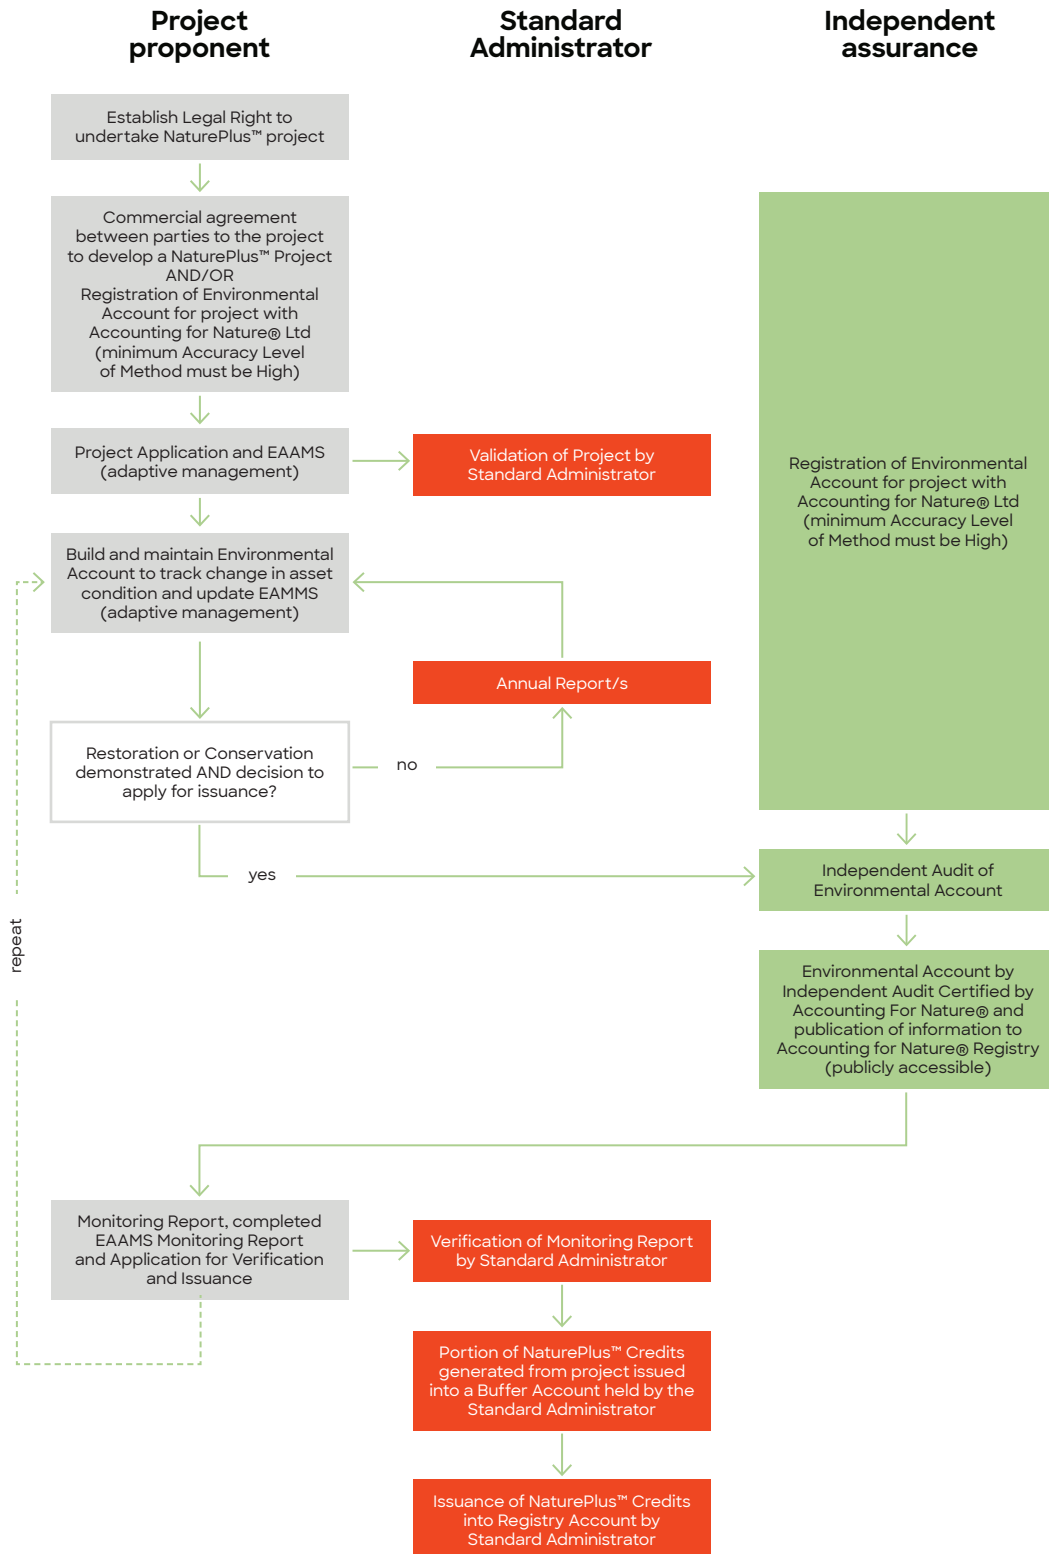 Project
proponent
Standard
Administrator
Independent
assurance
Establish Legal Right to
undertake NaturePlus™ project
Commercial agreement
between parties to the project
to develop a NaturePlus™ Project
AND/OR
Registration of Environmental
Account for project with
Accounting for Nature® Ltd
(minimum Accuracy Level
of Method must be High)
Project Application and EAAMS
(adaptive management)
Validation of Project by
Standard Administrator
Registration of Environmental
Account for project with
Accounting for Nature® Ltd
(minimum Accuracy Level
of Method must be High)
Build and maintain Environmental
Account to track change in asset
condition and update EAMMS
(adaptive management)
Annual Report/s
Restoration or Conservation
demonstrated AND decision to
apply for issuance?
no
yes
Independent Audit of
Environmental Account
repeat
Environmental Account by
Independent Audit Certified by
Accounting For Nature® and
publication of information to
Accounting for Nature® Registry
(publicly accessible)
Monitoring Report, completed
EAAMS Monitoring Report
and Application for Verification
and Issuance
Verification of Monitoring Report
by Standard Administrator
Portion of NaturePlus™ Credits
generated from project issued
into a Buffer Account held by the
Standard Administrator
Issuance of NaturePlus™ Credits
into Registry Account by
Standard Administrator